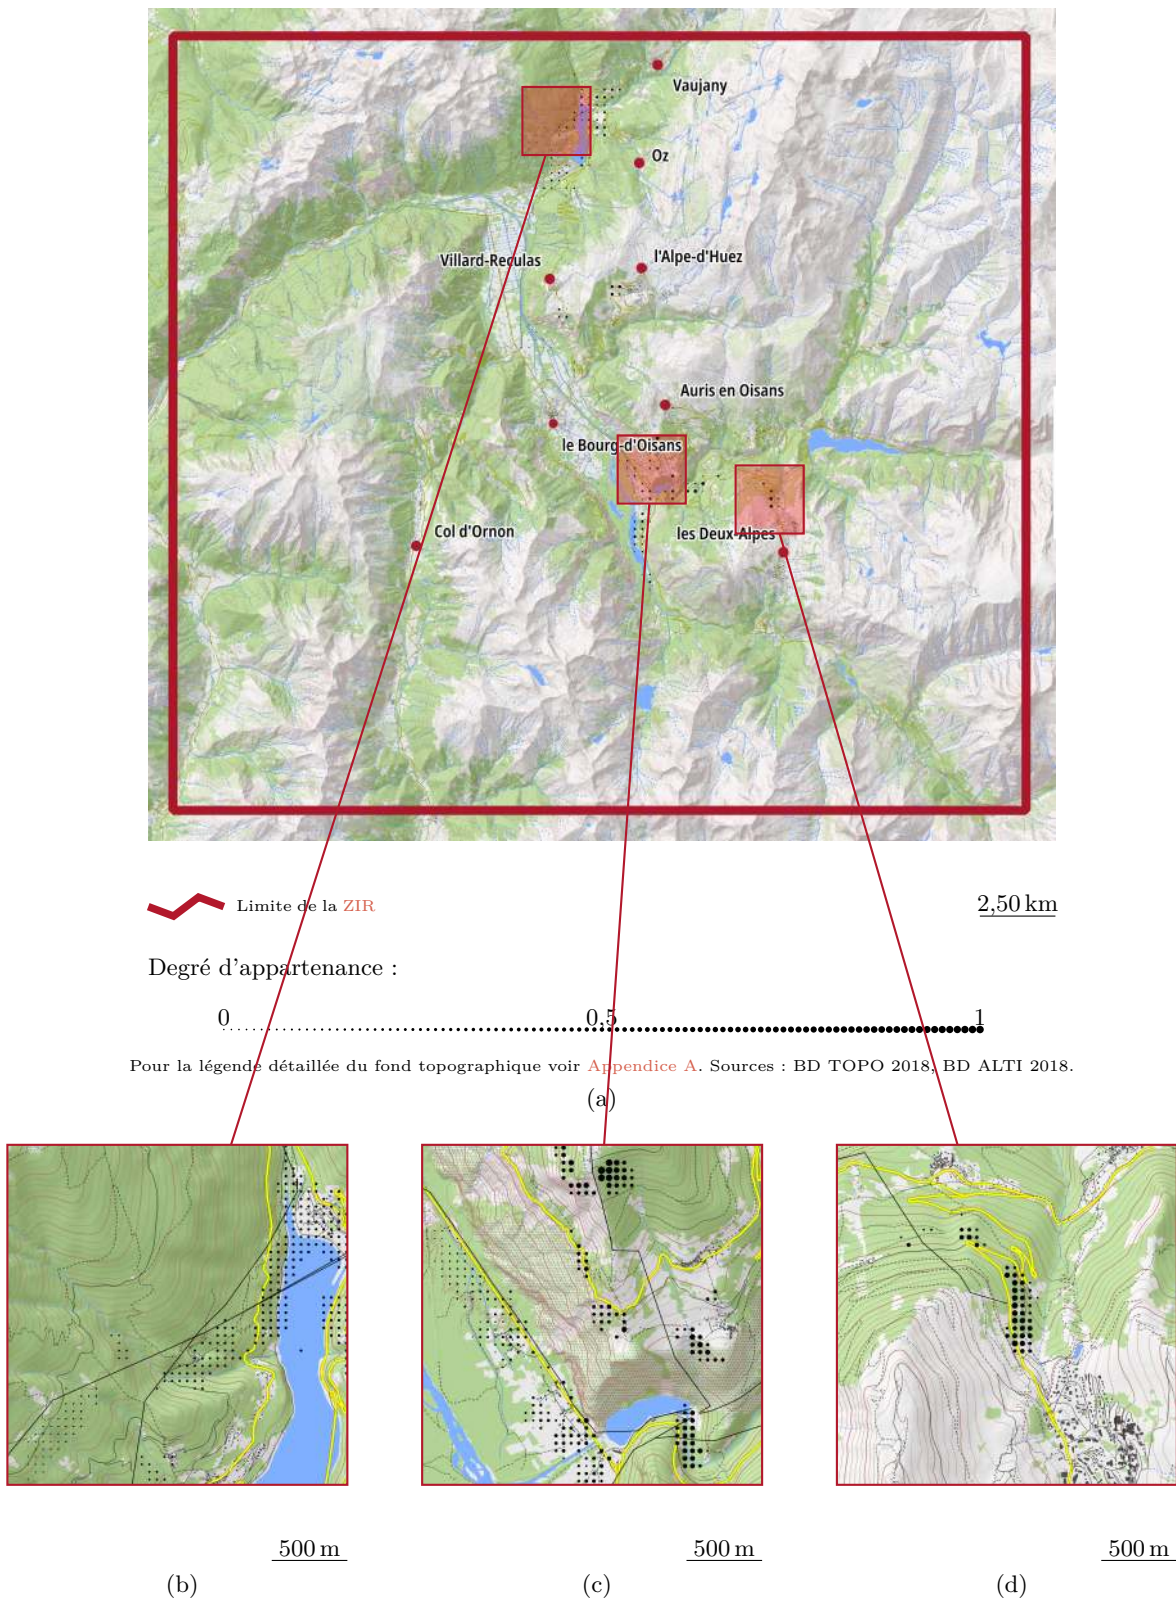 Vaujany
Oz
l'Alpe-d'Huez
Villard-Reculas
Auris en Oisans
le Bourg-d'Oisans
Col d'Ornon
les Deux-Alpes
Limite de la ZIR
2,50 km
Degré d'appartenance :
0 0,5 1
Pour la légende détaillée du fond topographique voir Appendice A. Sources : BD TOPO 2018, BD ALTI 2018.
(a)
500 m 500 m 500 m
(b) (c) (d)